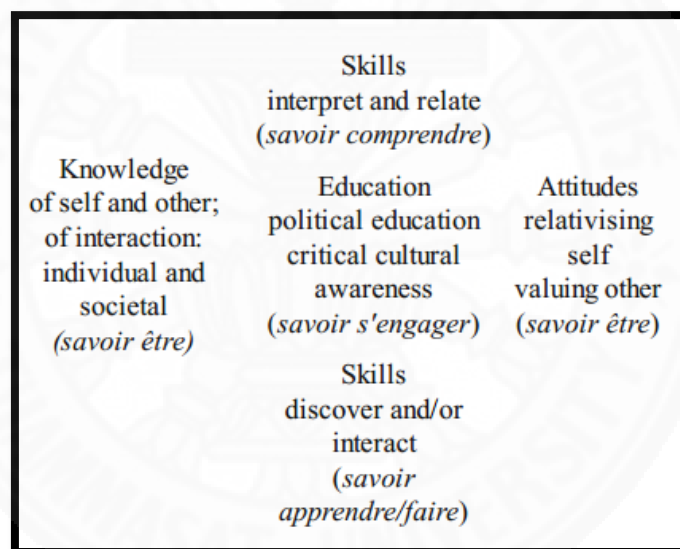 Skills
interpret and relate
(savoir comprendre)
Knowledge
of self and other;
of interaction:
individual and
societal
(savoir être)
Education
political education
critical cultural
awareness
(savoir s'engager)
Attitudes
relativising
self
valuing other
(savoir être)
Skills
discover and/or
interact
(savoir
apprendre/faire)